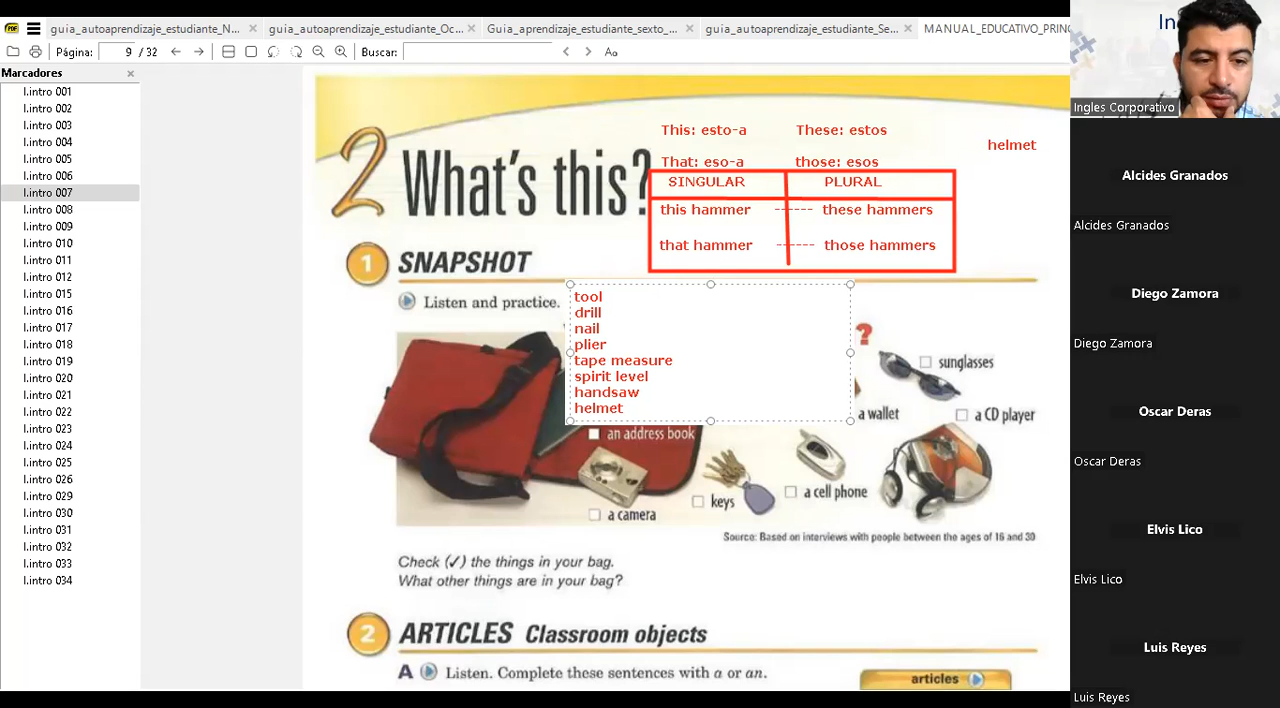 guia_autoaprendizaje_estudiante_N...
guia_autoaprendizaje_estudiante_Oc...
Guia_aprendizaje_estudiante_sexto_...
guia_autoaprendizaje_estudiante_Se...
MANUAL_EDUCATIVO_PRINC
Página: 9 / 32
Buscar:
Aa
Marcadores
I.intro 001
I.intro 002
I.intro 003
I.intro 004
I.intro 005
I.intro 006
I.intro 007
I.intro 008
I.intro 009
I.intro 010
I.intro 011
I.intro 012
I.intro 015
I.intro 016
I.intro 017
I.intro 018
I.intro 019
I.intro 020
I.intro 021
I.intro 022
I.intro 023
I.intro 024
I.intro 025
I.intro 026
I.intro 029
I.intro 030
I.intro 031
I.intro 032
I.intro 033
I.intro 034
2 What's this?
This: esto-a These: estos
helmet
That: eso-a those: esos
SINGULAR PLURAL
this hammer ------ these hammers
that hammer ------ those hammers
1 SNAPSHOT
Listen and practice.
tool
drill
nail
plier
tape measure
spirit level
handsaw
helmet
?
sunglasses
a wallet
a CD player
an address book
a cell phone
keys
a camera
Source: Based on interviews with people between the ages of 16 and 30
Check (✓) the things in your bag.
What other things are in your bag?
2 ARTICLES Classroom objects
A Listen. Complete these sentences with a or an.
articles
Ingles Corporativo
Alcides Granados
Alcides Granados
Diego Zamora
Diego Zamora
Oscar Deras
Oscar Deras
Elvis Lico
Elvis Lico
Luis Reyes
Luis Reyes